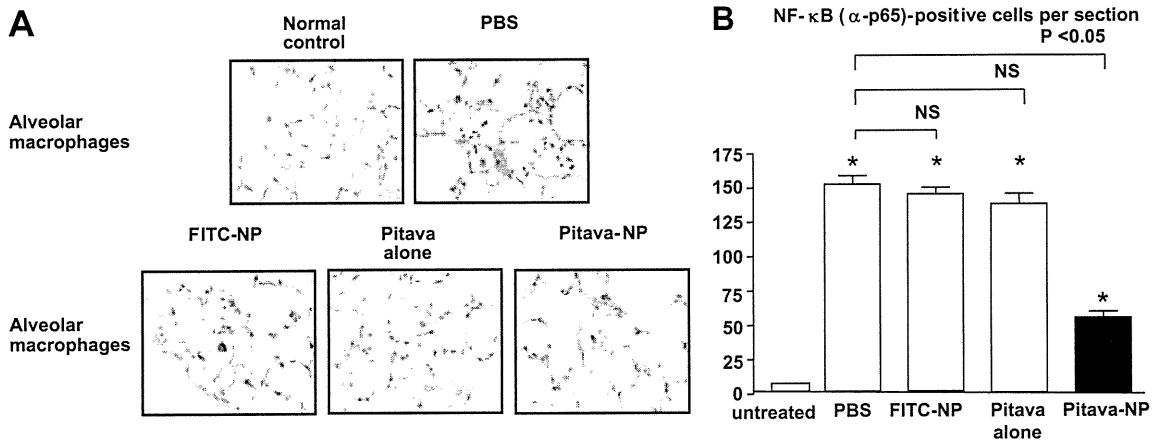 A
Normal
control
PBS
Alveolar
macrophages
FITC-NP
Pitava
alone
Pitava-NP
Alveolar
macrophages
B
NF-κB (α-p65)-positive cells per section
P <0.05
NS
NS
175
150
125
100
75
50
25
0
*
*
*
*
untreated
PBS
FITC-NP
Pitava
alone
Pitava-NP